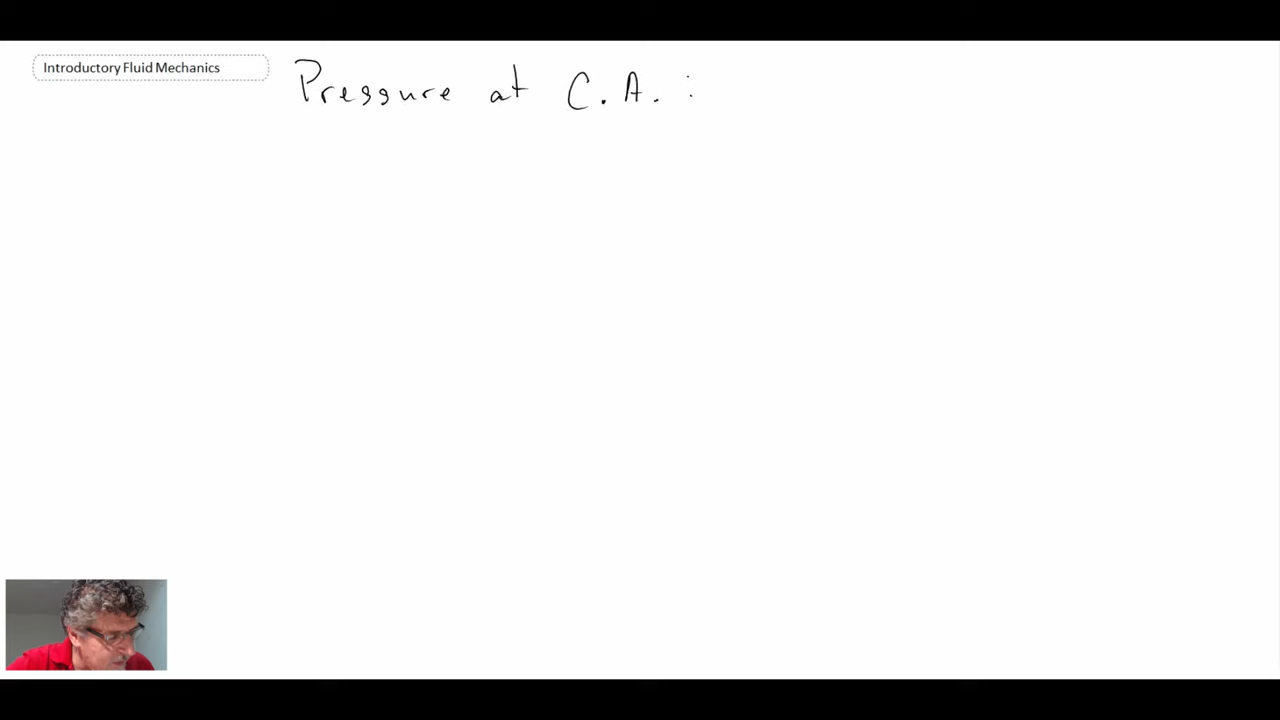 Introductory Fluid Mechanics
Pressure at C.A. :